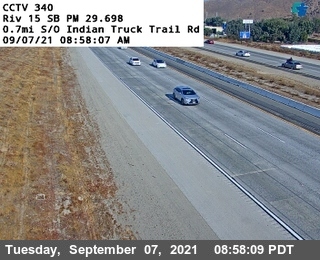 CCTV 340
Riv 15 SB PM 29.698
0.7mi S/O Indian Truck Trail Rd
09/07/21 08:58:07 AM
Tuesday, September 07, 2021 08:58:09 PDT